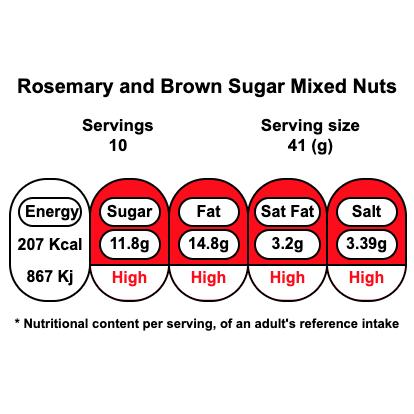 Rosemary and Brown Sugar Mixed Nuts
Servings Serving size
10 41 (g)
Energy Sugar Fat Sat Fat Salt
207 Kcal 11.8g 14.8g 3.2g 3.39g
867 Kj High High High High
* Nutritional content per serving, of an adult's reference intake